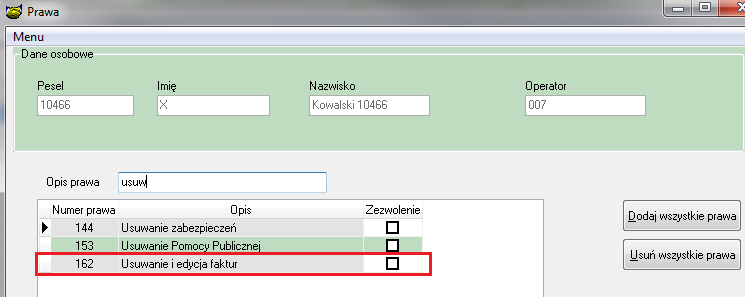 Prawa
Menu
Dane osobowe
Pesel Imię Nazwisko Operator
10466 X Kowalski 10466 007
Opis prawa usuw
Numer prawa Opis Zezwolenie
144 Usuwanie zabezpieczeń
153 Usuwanie Pomocy Publicznej
162 Usuwanie i edycja faktur
Dodaj wszystkie prawa
Usuń wszystkie prawa